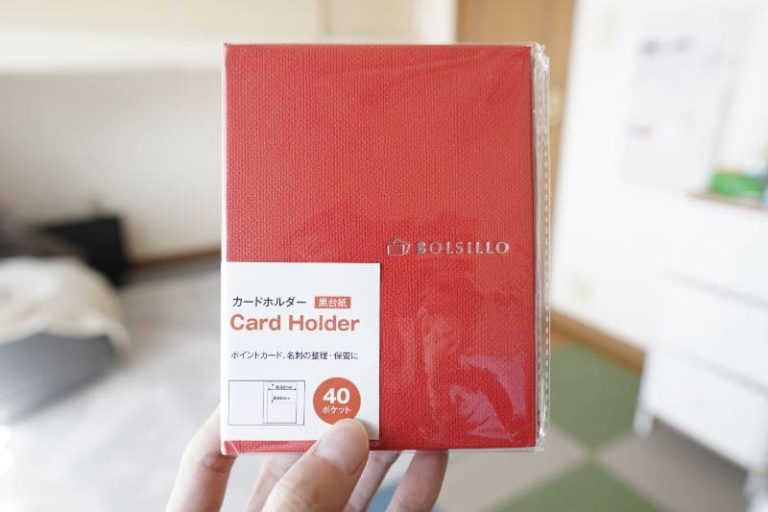 BOLSILLO
カードホルダー 黒台紙
Card Holder
ポイントカード、名刺の整理・保管に
40
ポケット